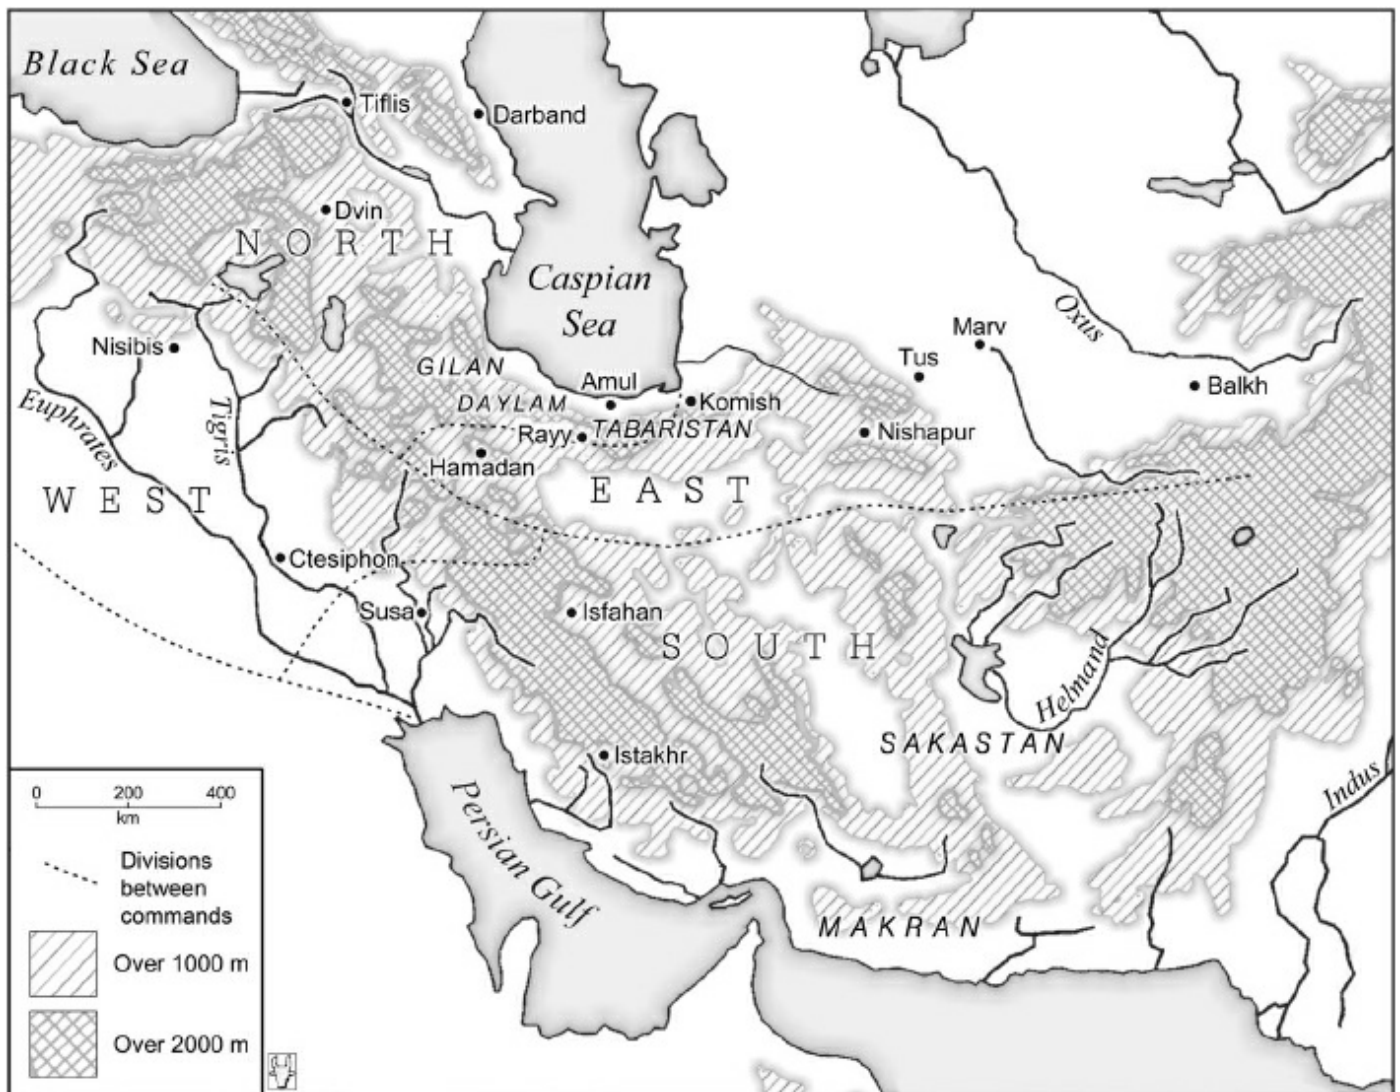 Black Sea
Tiflis
Darband
Dvin
NORTH
Caspian
Sea
Oxus
Marv
Nisibis
Tus
GILAN
Amul
Balkh
Euphrates
Tigris
DAYLAM
Komish
Rayy
TABARISTAN
Nishapur
Hamadan
WEST
EAST
Ctesiphon
Susa
Isfahan
SOUTH
Helmand
SAKASTAN
Istakhr
Indus
Persian Gulf
MAKRAN
0 200 400
km
Divisions
between
commands
Over 1000 m
Over 2000 m